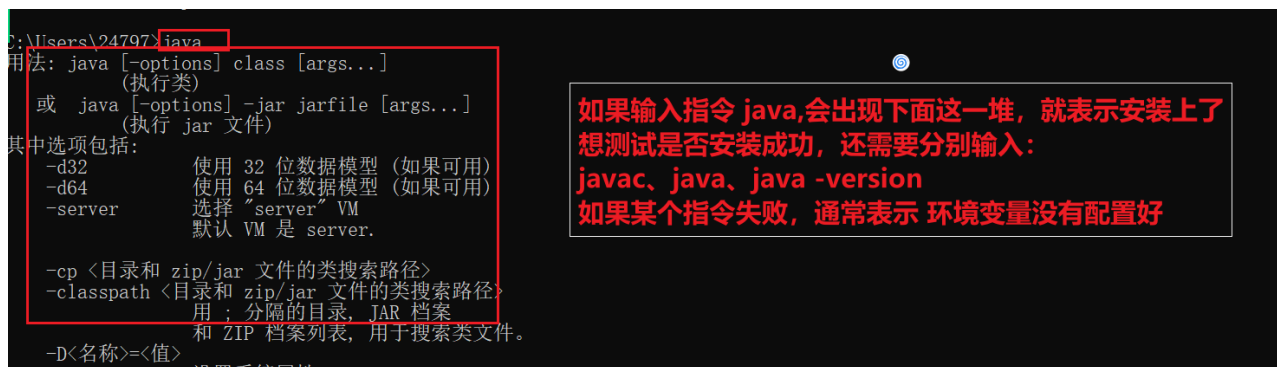 C:\Users\24797>java
用法: java [-options] class [args...]
(执行类)
或 java [-options] -jar jarfile [args...]
(执行 jar 文件)
其中选项包括:
-d32 使用 32 位数据模型 (如果可用)
-d64 使用 64 位数据模型 (如果可用)
-server 选择 "server" VM
默认 VM 是 server.
-cp <目录和 zip/jar 文件的类搜索路径>
-classpath <目录和 zip/jar 文件的类搜索路径>
用 ; 分隔的目录, JAR 档案
和 ZIP 档案列表, 用于搜索类文件。
-D<名称>=<值>
如果输入指令 java,会出现下面这一堆，就表示安装上了
想测试是否安装成功，还需要分别输入：
javac、java、java -version
如果某个指令失败，通常表示 环境变量没有配置好